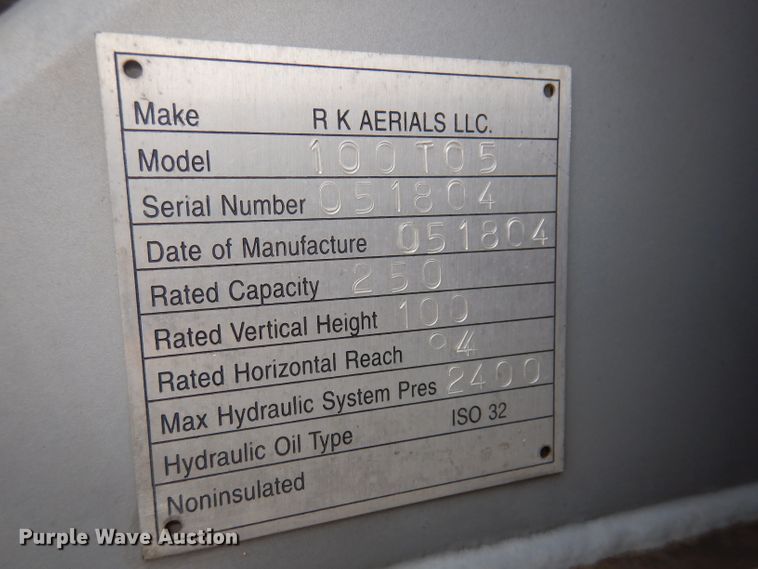 Make R K AERIALS LLC.
Model 100T05
Serial Number 051804
Date of Manufacture 051804
Rated Capacity 250
Rated Vertical Height 100
Rated Horizontal Reach 94
Max Hydraulic System Pres 2400
Hydraulic Oil Type ISO 32
Noninsulated
Purple Wave Auction